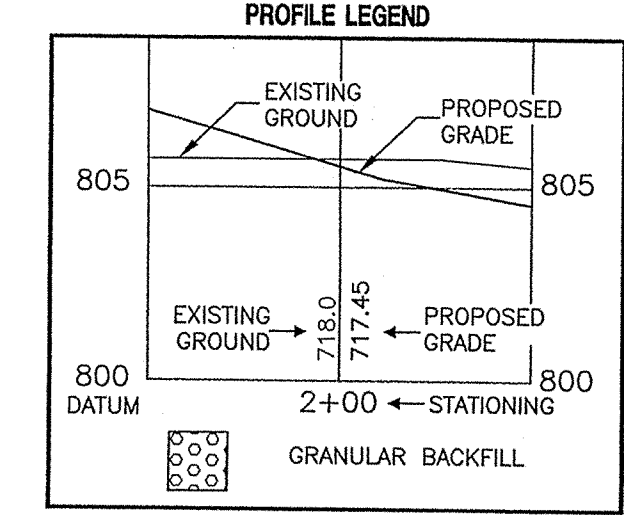 PROFILE LEGEND
EXISTING
GROUND
PROPOSED
GRADE
805
805
EXISTING
GROUND
718.0
717.45
PROPOSED
GRADE
800
800
DATUM
2+00
STATIONING
GRANULAR BACKFILL